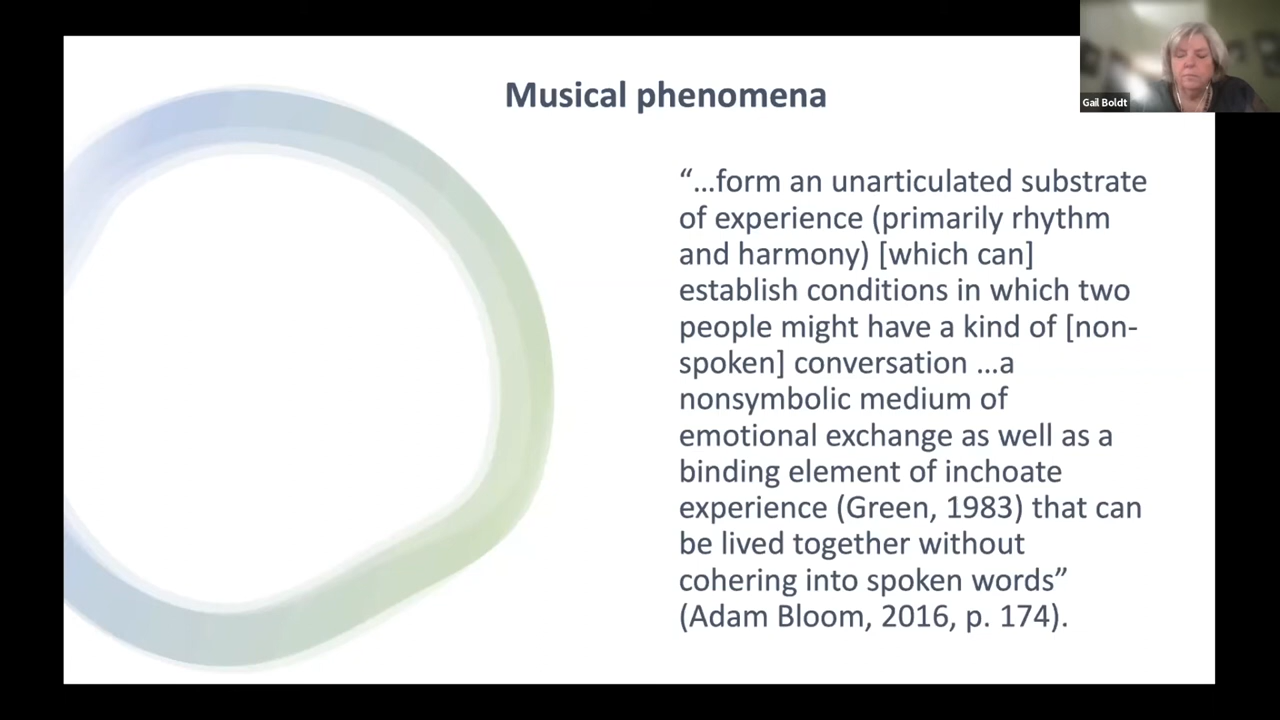 Musical phenomena
Gail Boldt
“...form an unarticulated substrate
of experience (primarily rhythm
and harmony) [which can]
establish conditions in which two
people might have a kind of [non-
spoken] conversation ...a
nonsymbolic medium of
emotional exchange as well as a
binding element of inchoate
experience (Green, 1983) that can
be lived together without
cohering into spoken words”
(Adam Bloom, 2016, p. 174).